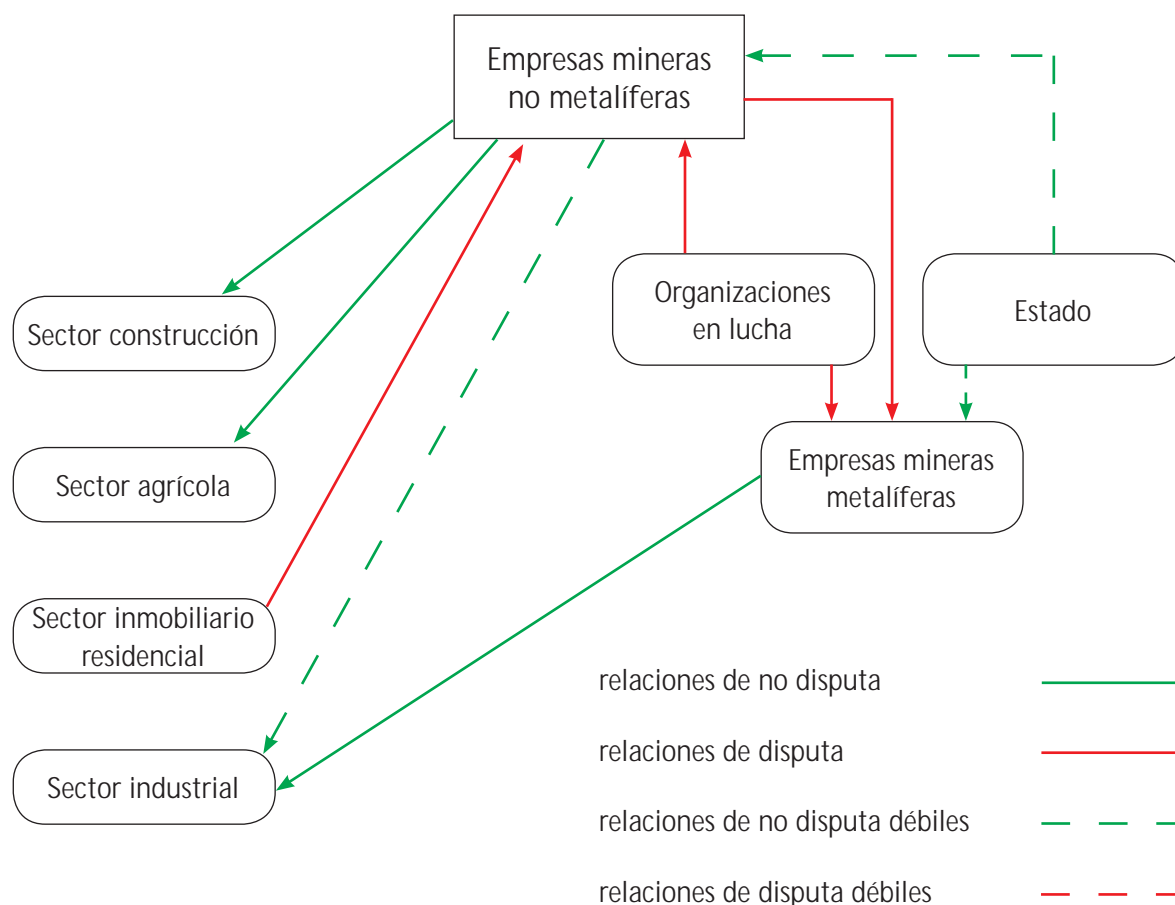 Empresas mineras
no metalíferas
Organizaciones
en lucha
Estado
Sector construcción
Empresas mineras
metalíferas
Sector agrícola
Sector inmobiliario
residencial
Sector industrial
relaciones de no disputa
relaciones de disputa
relaciones de no disputa débiles
relaciones de disputa débiles